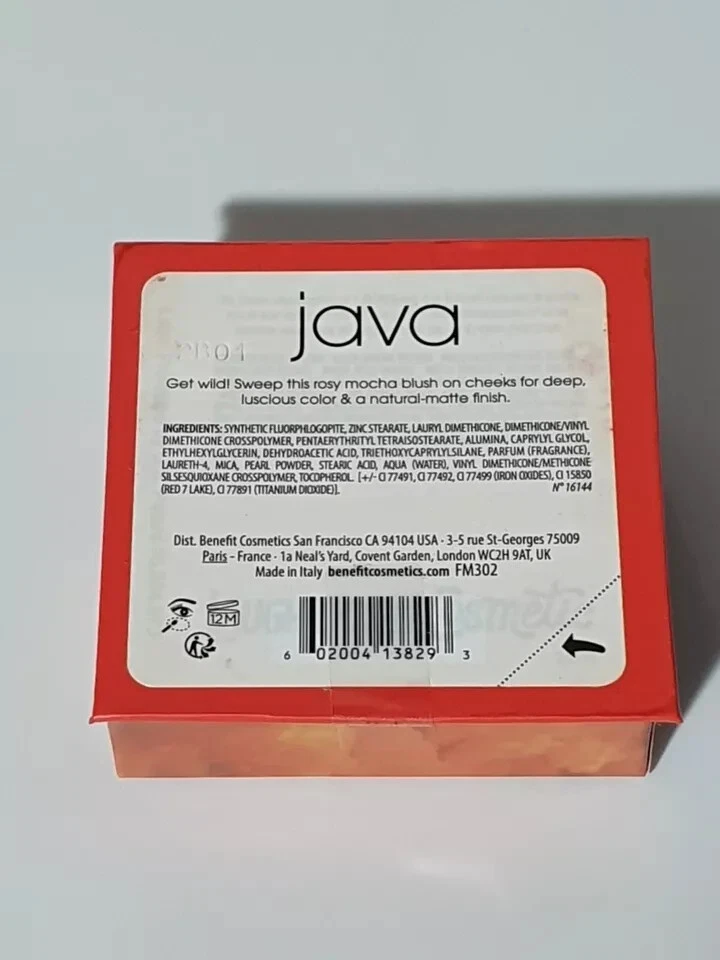 java
Get wild! Sweep this rosy mocha blush on cheeks for deep,
luscious color & a natural-matte finish.
INGREDIENTS: SYNTHETIC FLUORPHLOGOPITE, ZINC STEARATE, LAURYL DIMETHICONE, DIMETHICONE/VINYL
DIMETHICONE CROSSPOLYMER, PENTAERYTHRITYL TETRAISOSTEARATE, ALUMINA, CAPRYLYL GLYCOL,
ETHYLHEXYLGLYCERIN, DEHYDROACETIC ACID, TRIETHOXYCAPRYLYLSILANE, PARFUM (FRAGRANCE),
LAURETH-4, MICA, PEARL POWDER, STEARIC ACID, AQUA (WATER), VINYL DIMETHICONE/METHICONE
SILSESQUIOXANE CROSSPOLYMER, TOCOPHEROL. [+/- CI 77491, CI 77492, CI 77499 (IRON OXIDES), CI 15850
(RED 7 LAKE), CI 77891 (TITANIUM DIOXIDE)]. N° 16144
Dist. Benefit Cosmetics San Francisco CA 94104 USA · 3-5 rue St-Georges 75009
Paris - France · 1a Neal's Yard, Covent Garden, London WC2H 9AT, UK
Made in Italy benefitcosmetics.com FM302
12M
6 02004 13829 3